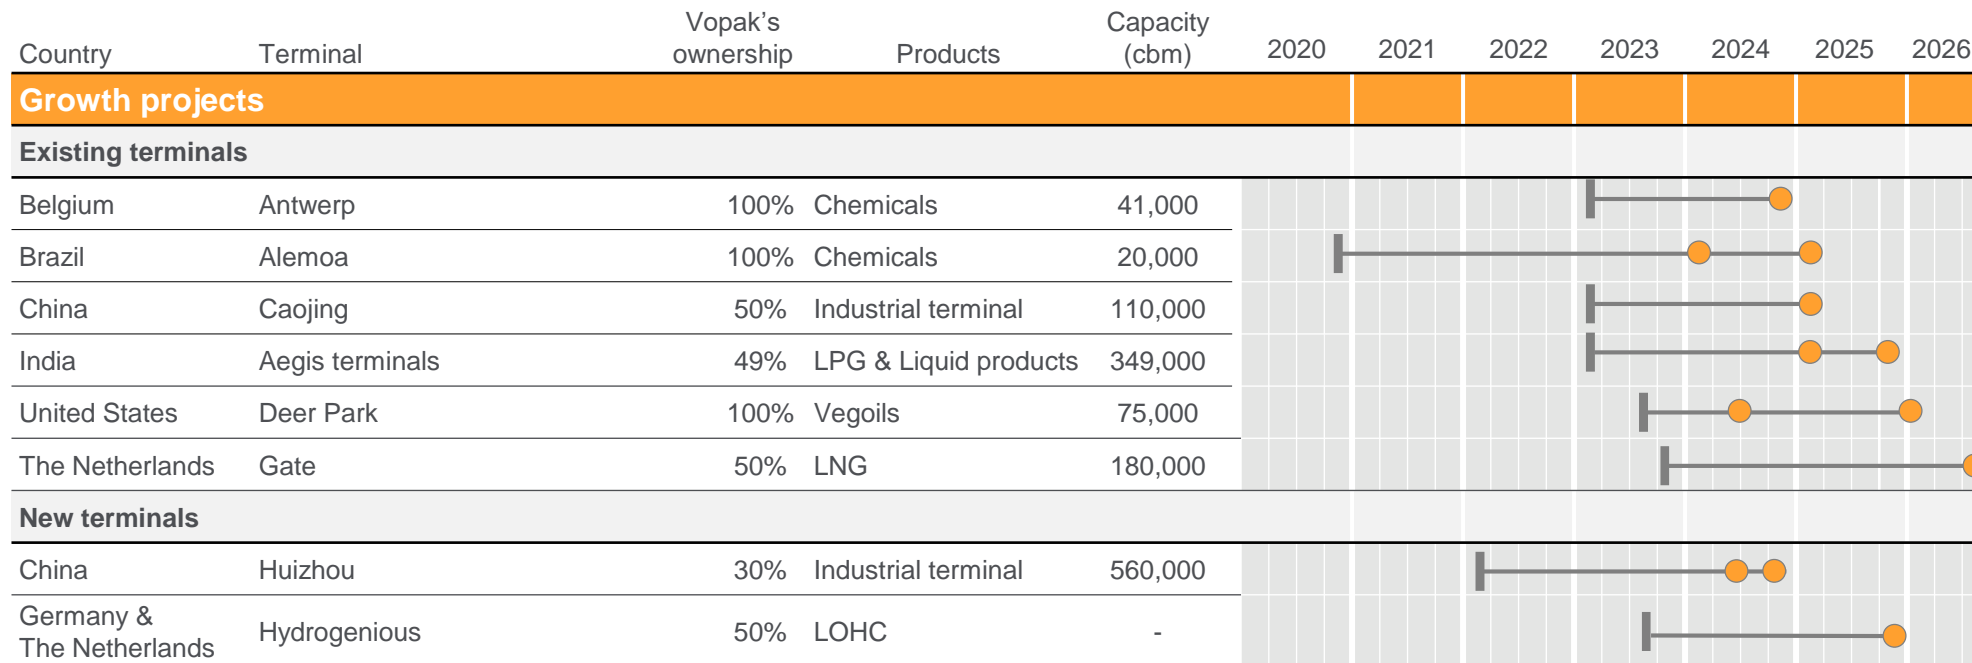 Country Terminal Vopak's ownership Products Capacity (cbm) 2020 2021 2022 2023 2024 2025 2026
Growth projects
Existing terminals
Belgium Antwerp 100% Chemicals 41,000
Brazil Alemoa 100% Chemicals 20,000
China Caojing 50% Industrial terminal 110,000
India Aegis terminals 49% LPG & Liquid products 349,000
United States Deer Park 100% Vegoils 75,000
The Netherlands Gate 50% LNG 180,000
New terminals
China Huizhou 30% Industrial terminal 560,000
Germany & The Netherlands Hydrogenious 50% LOHC -